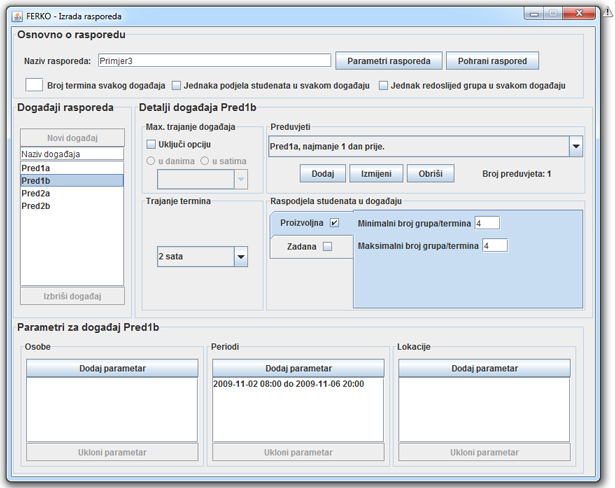 FERKO - Izrada rasporeda
Osnovno o rasporedu
Naziv rasporeda: Primjer3 Parametri rasporeda Pohrani raspored
Broj termina svakog događaja Jednaka podjela studenata u svakom događaju Jednak redoslijed grupa u svakom događaju
Događaji rasporeda
Novi događaj
Naziv događaja
Pred1a
Pred1b
Pred2a
Pred2b
Izbriši događaj
Detalji događaja Pred1b
Max. trajanje događaja
Uključi opciju
u danima u satima
Preduvjeti
Pred1a, najmanje 1 dan prije.
Dodaj Izmijeni Obriši Broj preduvjeta: 1
Trajanje termina
2 sata
Raspodjela studenata u događaju
Proizvoljna
Zadana
Minimalni broj grupa/termina 4
Maksimalni broj grupa/termina 4
Parametri za događaj Pred1b
Osobe
Dodaj parametar
Ukloni parametar
Periodi
Dodaj parametar
2009-11-02 08:00 do 2009-11-06 20:00
Ukloni parametar
Lokacije
Dodaj parametar
Ukloni parametar